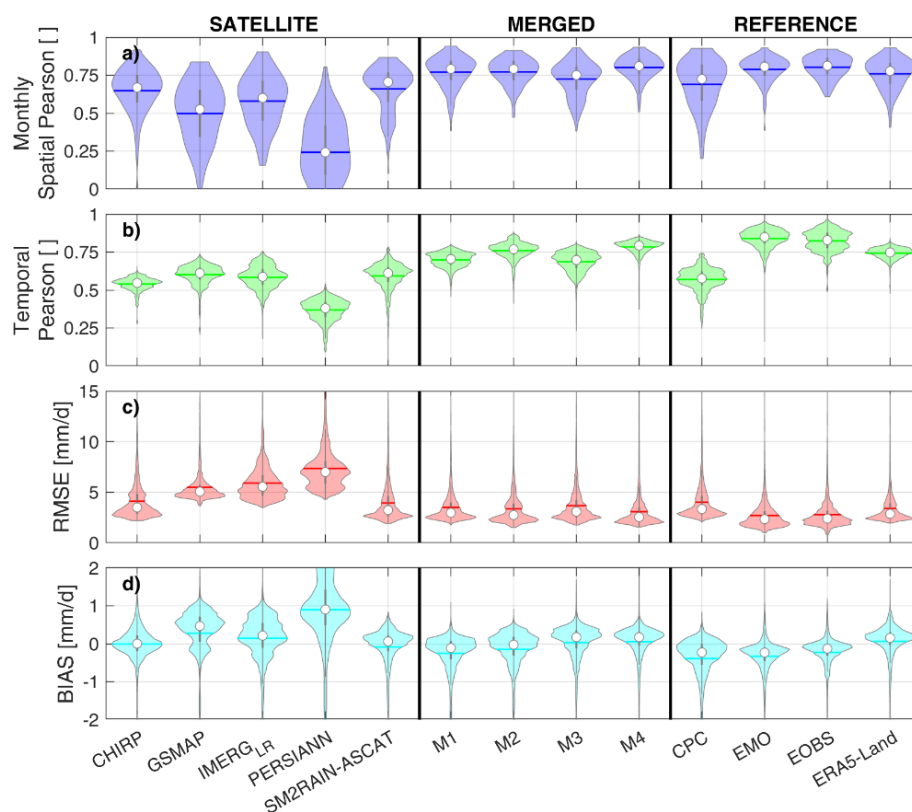 SATELLITE MERGED REFERENCE
a)
Monthly
Spatial Pearson [ ]
1
0.75
0.5
0.25
0
b)
Temporal
Pearson [ ]
1
0.75
0.5
0.25
0
c)
RMSE [mm/d]
15
10
5
0
d)
BIAS [mm/d]
2
1
0
-1
-2
CHIRP
GSMAP
IMERG LR
PERSIANN
SM2RAIN-ASCAT
M1
M2
M3
M4
CPC
EMO
EOBS
ERA5-Land